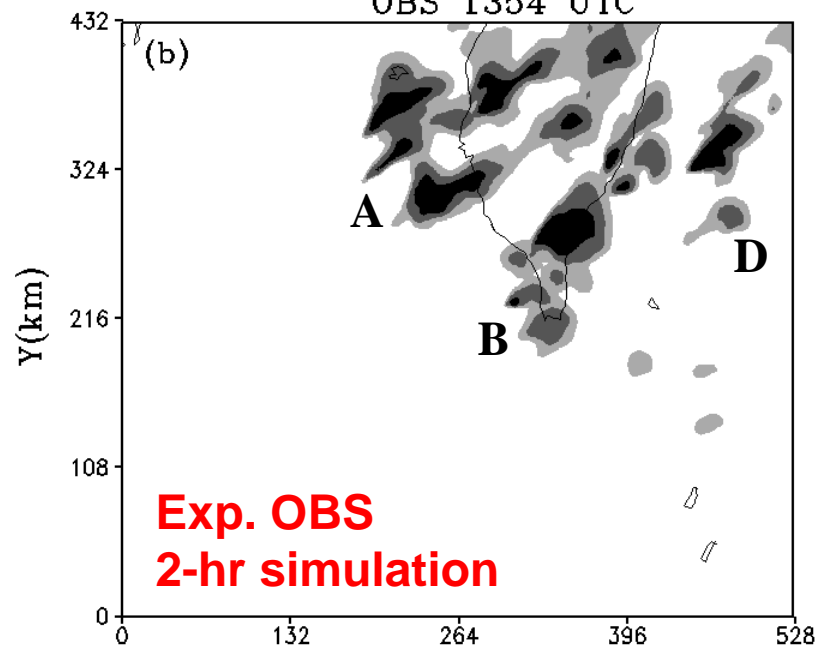 OBS 1354 UTC
432
(b)
324
A
D
Y(km)
216
B
108
Exp. OBS
2-hr simulation
0
0 132 264 396 528